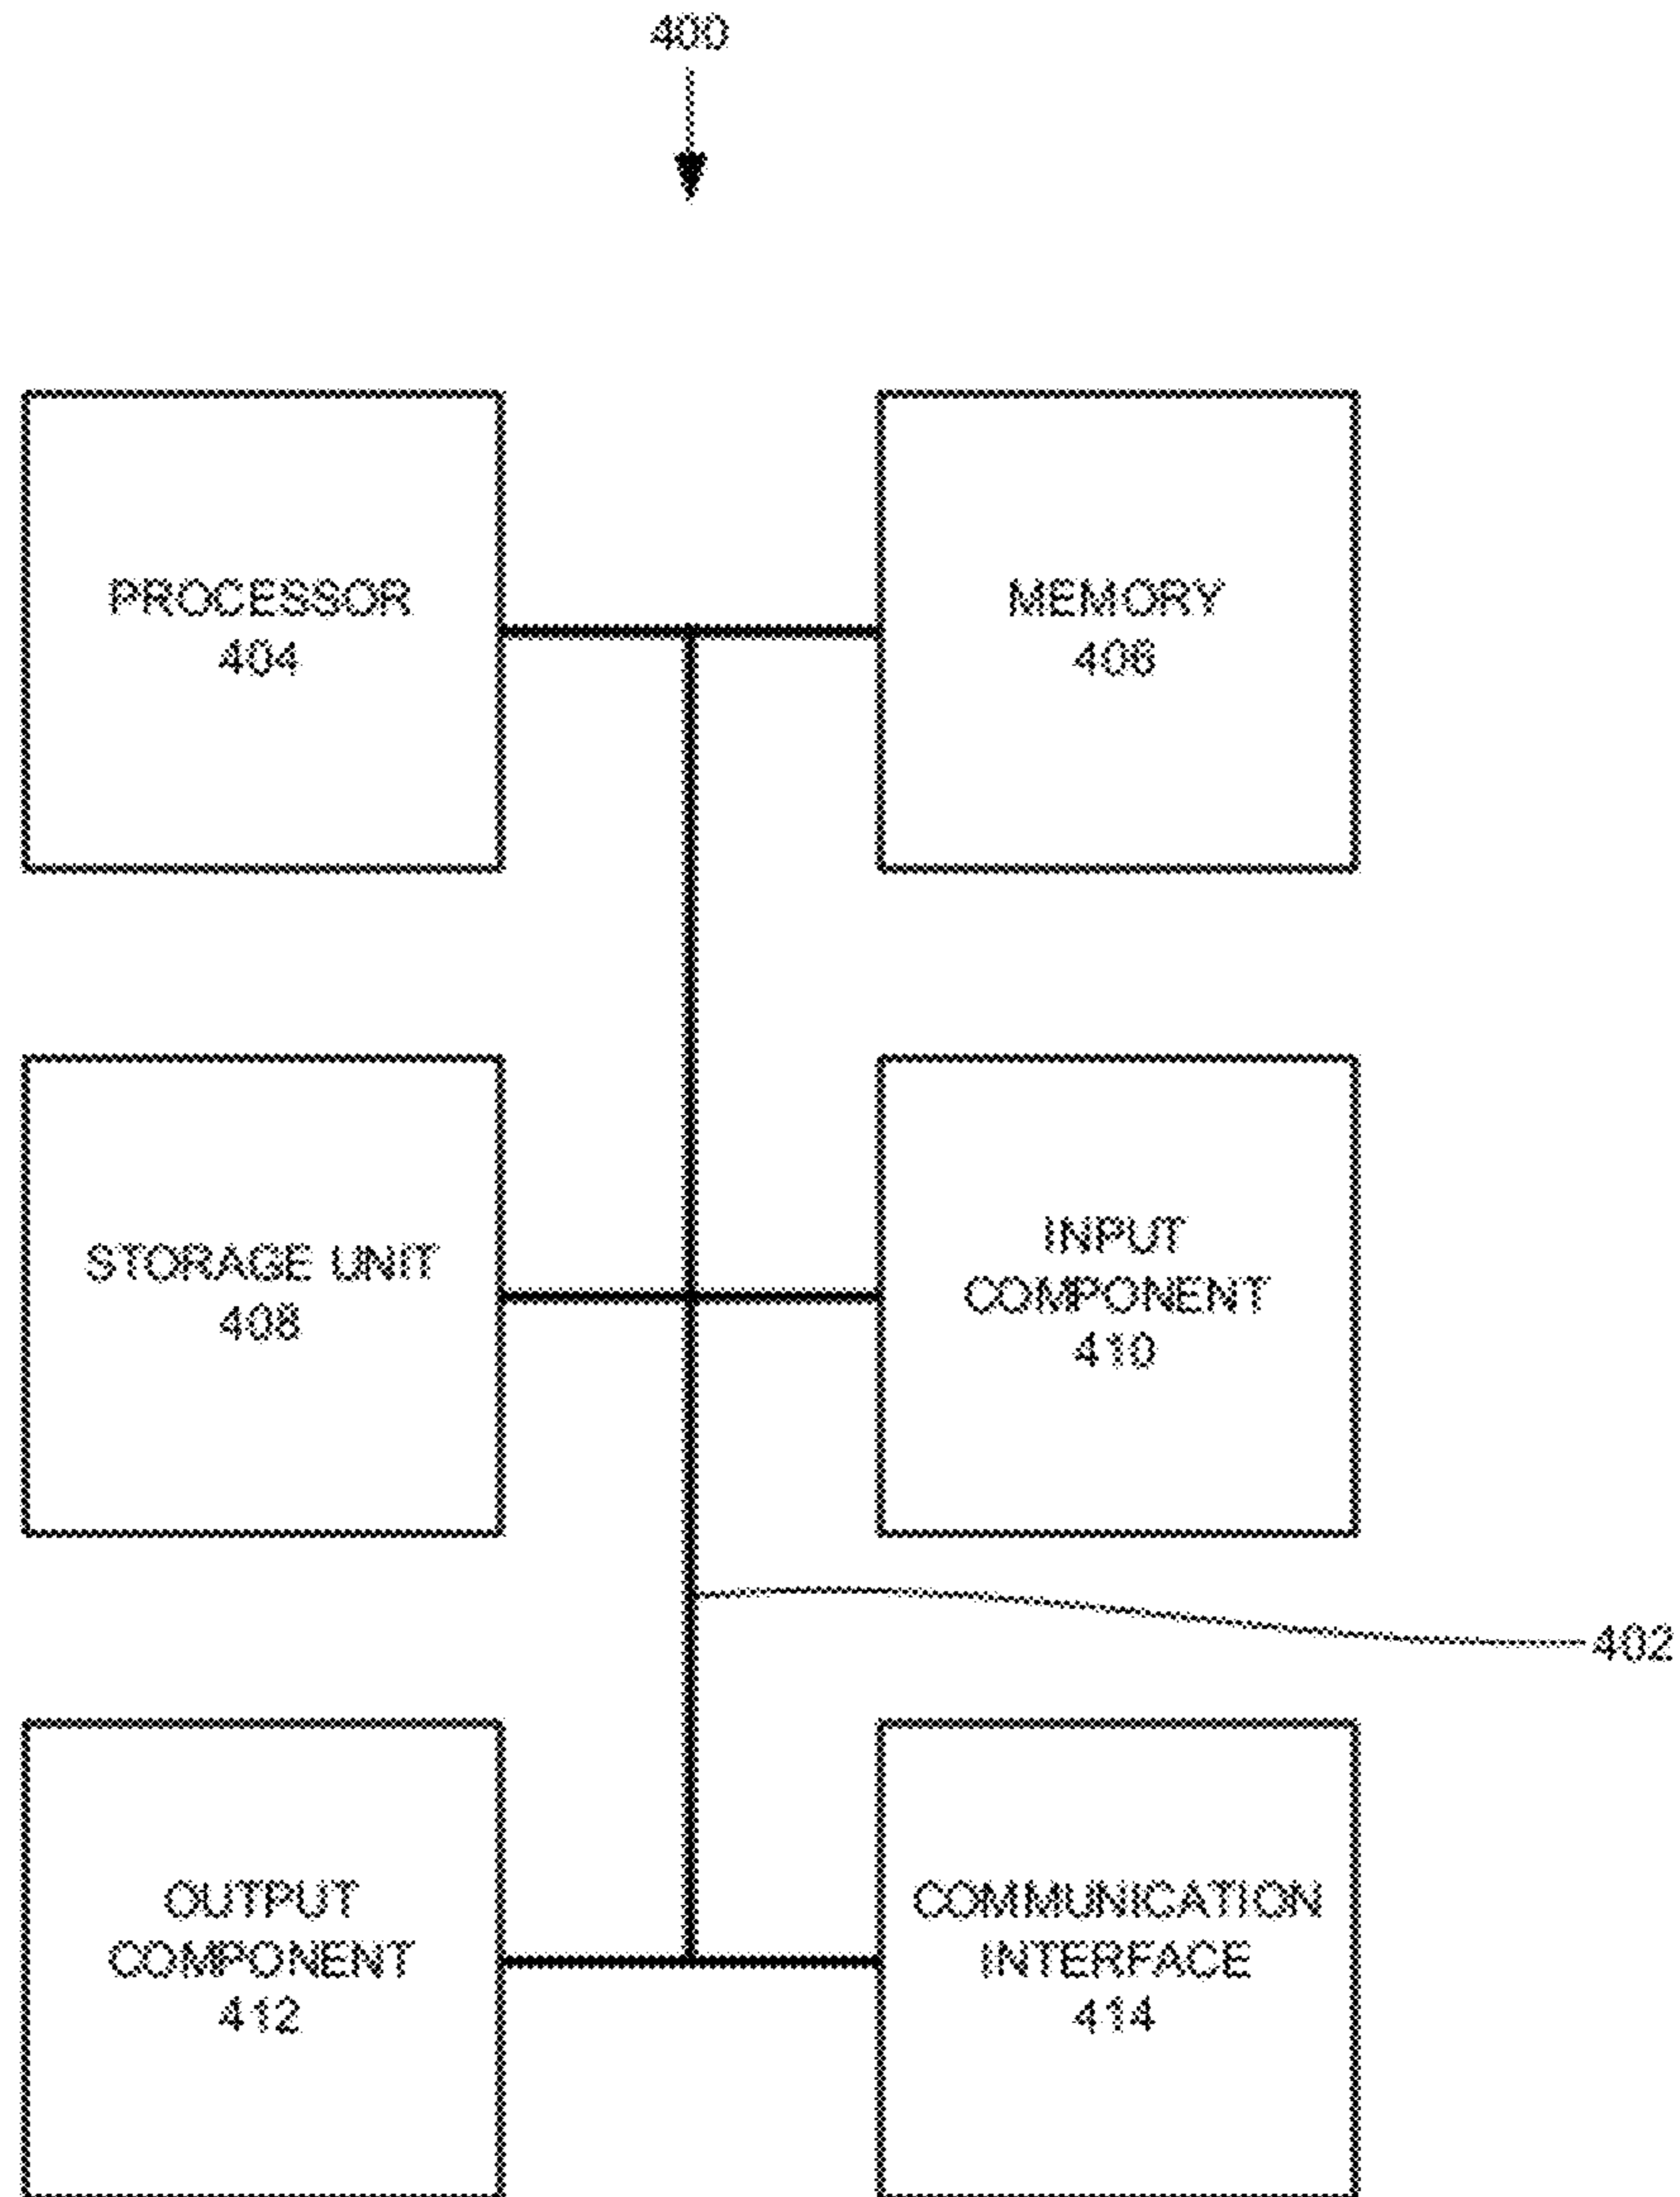 400
PROCESSOR
404
MEMORY
406
STORAGE UNIT
408
INPUT
COMPONENT
410
402
OUTPUT
COMPONENT
412
COMMUNICATION
INTERFACE
414